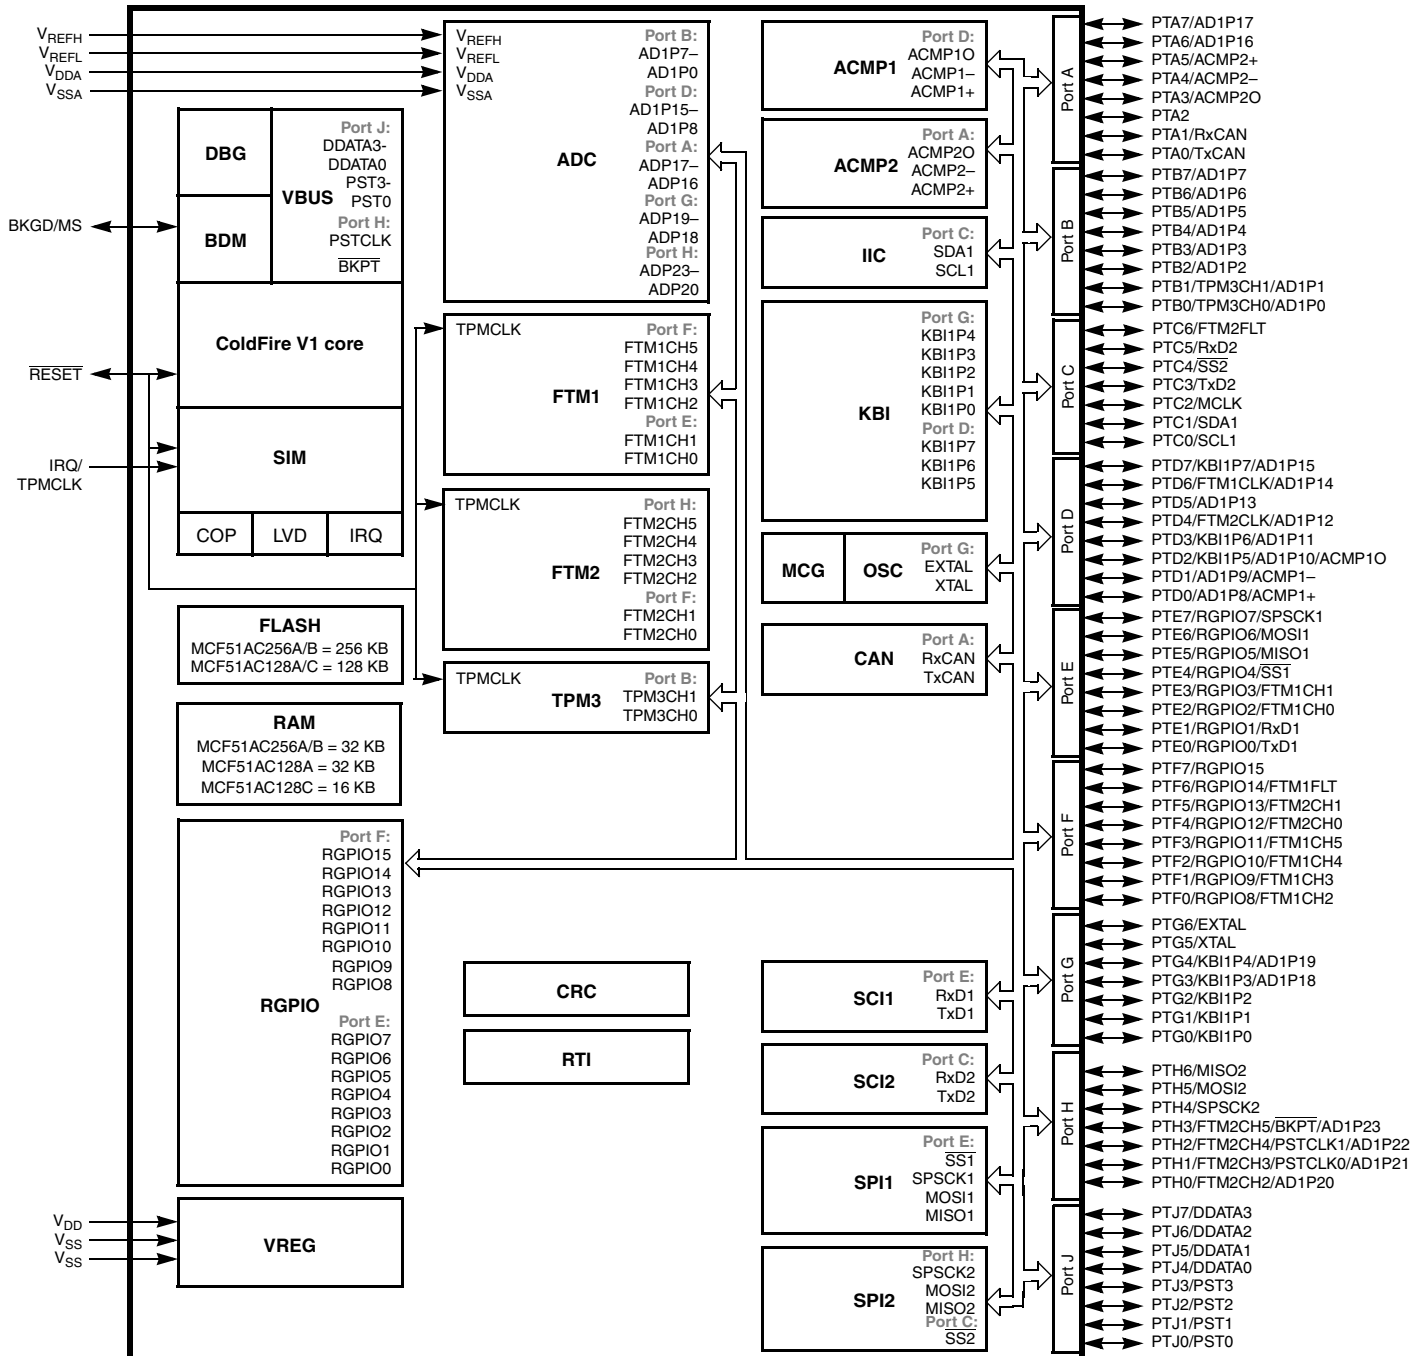 VREFH
VREFL
VDDA
VSSA
BKGD/MS
RESET
IRQ/
TPMCLK
VDD
VSS
VSS
DBG
BDM
VBUS
Port J:
DDATA3-
DDATA0
PST3-
PST0
Port H:
PSTCLK
BKPT
ColdFire V1 core
SIM
COP
LVD
IRQ
FLASH
MCF51AC256A/B = 256 KB
MCF51AC128A/C = 128 KB
RAM
MCF51AC256A/B = 32 KB
MCF51AC128A = 32 KB
MCF51AC128C = 16 KB
RGPIO
Port F:
RGPIO15
RGPIO14
RGPIO13
RGPIO12
RGPIO11
RGPIO10
RGPIO9
RGPIO8
Port E:
RGPIO7
RGPIO6
RGPIO5
RGPIO4
RGPIO3
RGPIO2
RGPIO1
RGPIO0
VREG
VREFH
VREFL
VDDA
VSSA
ADC
Port B:
AD1P7–
AD1P0
Port D:
AD1P15–
AD1P8
Port A:
ADP17–
ADP16
Port G:
ADP19–
ADP18
Port H:
ADP23–
ADP20
TPMCLK
FTM1
Port F:
FTM1CH5
FTM1CH4
FTM1CH3
FTM1CH2
Port E:
FTM1CH1
FTM1CH0
TPMCLK
FTM2
Port H:
FTM2CH5
FTM2CH4
FTM2CH3
FTM2CH2
Port F:
FTM2CH1
FTM2CH0
TPMCLK
TPM3
Port B:
TPM3CH1
TPM3CH0
CRC
RTI
ACMP1
Port D:
ACMP1O
ACMP1–
ACMP1+
ACMP2
Port A:
ACMP2O
ACMP2–
ACMP2+
IIC
Port C:
SDA1
SCL1
KBI
Port G:
KBI1P4
KBI1P3
KBI1P2
KBI1P1
KBI1P0
Port D:
KBI1P7
KBI1P6
KBI1P5
MCG
OSC
Port G:
EXTAL
XTAL
CAN
Port A:
RxCAN
TxCAN
SCI1
Port E:
RxD1
TxD1
SCI2
Port C:
RxD2
TxD2
SPI1
Port E:
SS1
SPSCK1
MOSI1
MISO1
SPI2
Port H:
SPSCK2
MOSI2
MISO2
Port C:
SS2
Port A
PTA7/AD1P17
PTA6/AD1P16
PTA5/ACMP2+
PTA4/ACMP2–
PTA3/ACMP2O
PTA2
PTA1/RxCAN
PTA0/TxCAN
Port B
PTB7/AD1P7
PTB6/AD1P6
PTB5/AD1P5
PTB4/AD1P4
PTB3/AD1P3
PTB2/AD1P2
PTB1/TPM3CH1/AD1P1
PTB0/TPM3CH0/AD1P0
Port C
PTC6/FTM2FLT
PTC5/RxD2
PTC4/SS2
PTC3/TxD2
PTC2/MCLK
PTC1/SDA1
PTC0/SCL1
Port D
PTD7/KBI1P7/AD1P15
PTD6/FTM1CLK/AD1P14
PTD5/AD1P13
PTD4/FTM2CLK/AD1P12
PTD3/KBI1P6/AD1P11
PTD2/KBI1P5/AD1P10/ACMP1O
PTD1/AD1P9/ACMP1–
PTD0/AD1P8/ACMP1+
Port E
PTE7/RGPIO7/SPSCK1
PTE6/RGPIO6/MOSI1
PTE5/RGPIO5/MISO1
PTE4/RGPIO4/SS1
PTE3/RGPIO3/FTM1CH1
PTE2/RGPIO2/FTM1CH0
PTE1/RGPIO1/RxD1
PTE0/RGPIO0/TxD1
Port F
PTF7/RGPIO15
PTF6/RGPIO14/FTM1FLT
PTF5/RGPIO13/FTM2CH1
PTF4/RGPIO12/FTM2CH0
PTF3/RGPIO11/FTM1CH5
PTF2/RGPIO10/FTM1CH4
PTF1/RGPIO9/FTM1CH3
PTF0/RGPIO8/FTM1CH2
Port G
PTG6/EXTAL
PTG5/XTAL
PTG4/KBI1P4/AD1P19
PTG3/KBI1P3/AD1P18
PTG2/KBI1P2
PTG1/KBI1P1
PTG0/KBI1P0
Port H
PTH6/MISO2
PTH5/MOSI2
PTH4/SPSCK2
PTH3/FTM2CH5/BKPT/AD1P23
PTH2/FTM2CH4/PSTCLK1/AD1P22
PTH1/FTM2CH3/PSTCLK0/AD1P21
PTH0/FTM2CH2/AD1P20
Port J
PTJ7/DDATA3
PTJ6/DDATA2
PTJ5/DDATA1
PTJ4/DDATA0
PTJ3/PST3
PTJ2/PST2
PTJ1/PST1
PTJ0/PST0